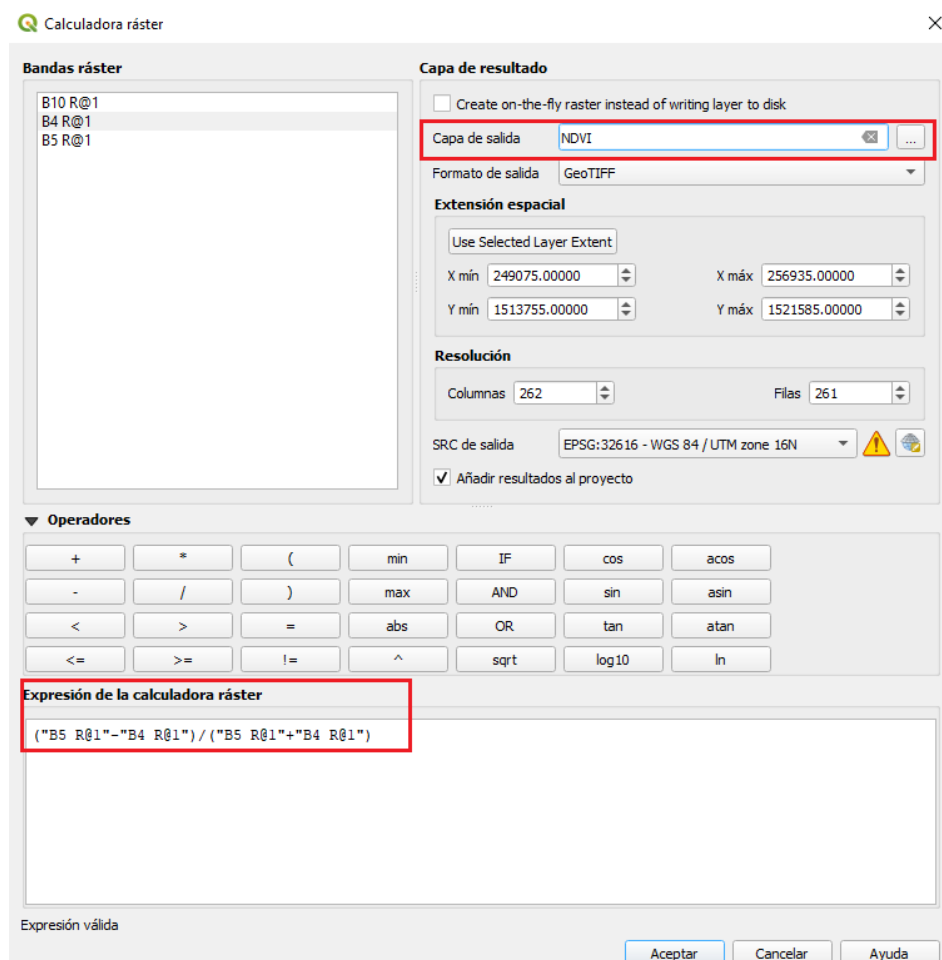 Calculadora ráster
Bandas ráster
B10 R@1
B4 R@1
B5 R@1
Capa de resultado
Create on-the-fly raster instead of writing layer to disk
Capa de salida NDVI ...
Formato de salida GeoTIFF
Extensión espacial
Use Selected Layer Extent
X mín 249075.00000 X máx 256935.00000
Y mín 1513755.00000 Y máx 1521585.00000
Resolución
Columnas 262 Filas 261
SRC de salida EPSG:32616 - WGS 84 / UTM zone 16N
Añadir resultados al proyecto
Operadores
+ * ( min IF cos acos
- / ) max AND sin asin
< > = abs OR tan atan
<= >= != ^ sqrt log10 ln
Expresión de la calculadora ráster
("B5 R@1"-"B4 R@1")/("B5 R@1"+"B4 R@1")
Expresión válida
Aceptar Cancelar Ayuda